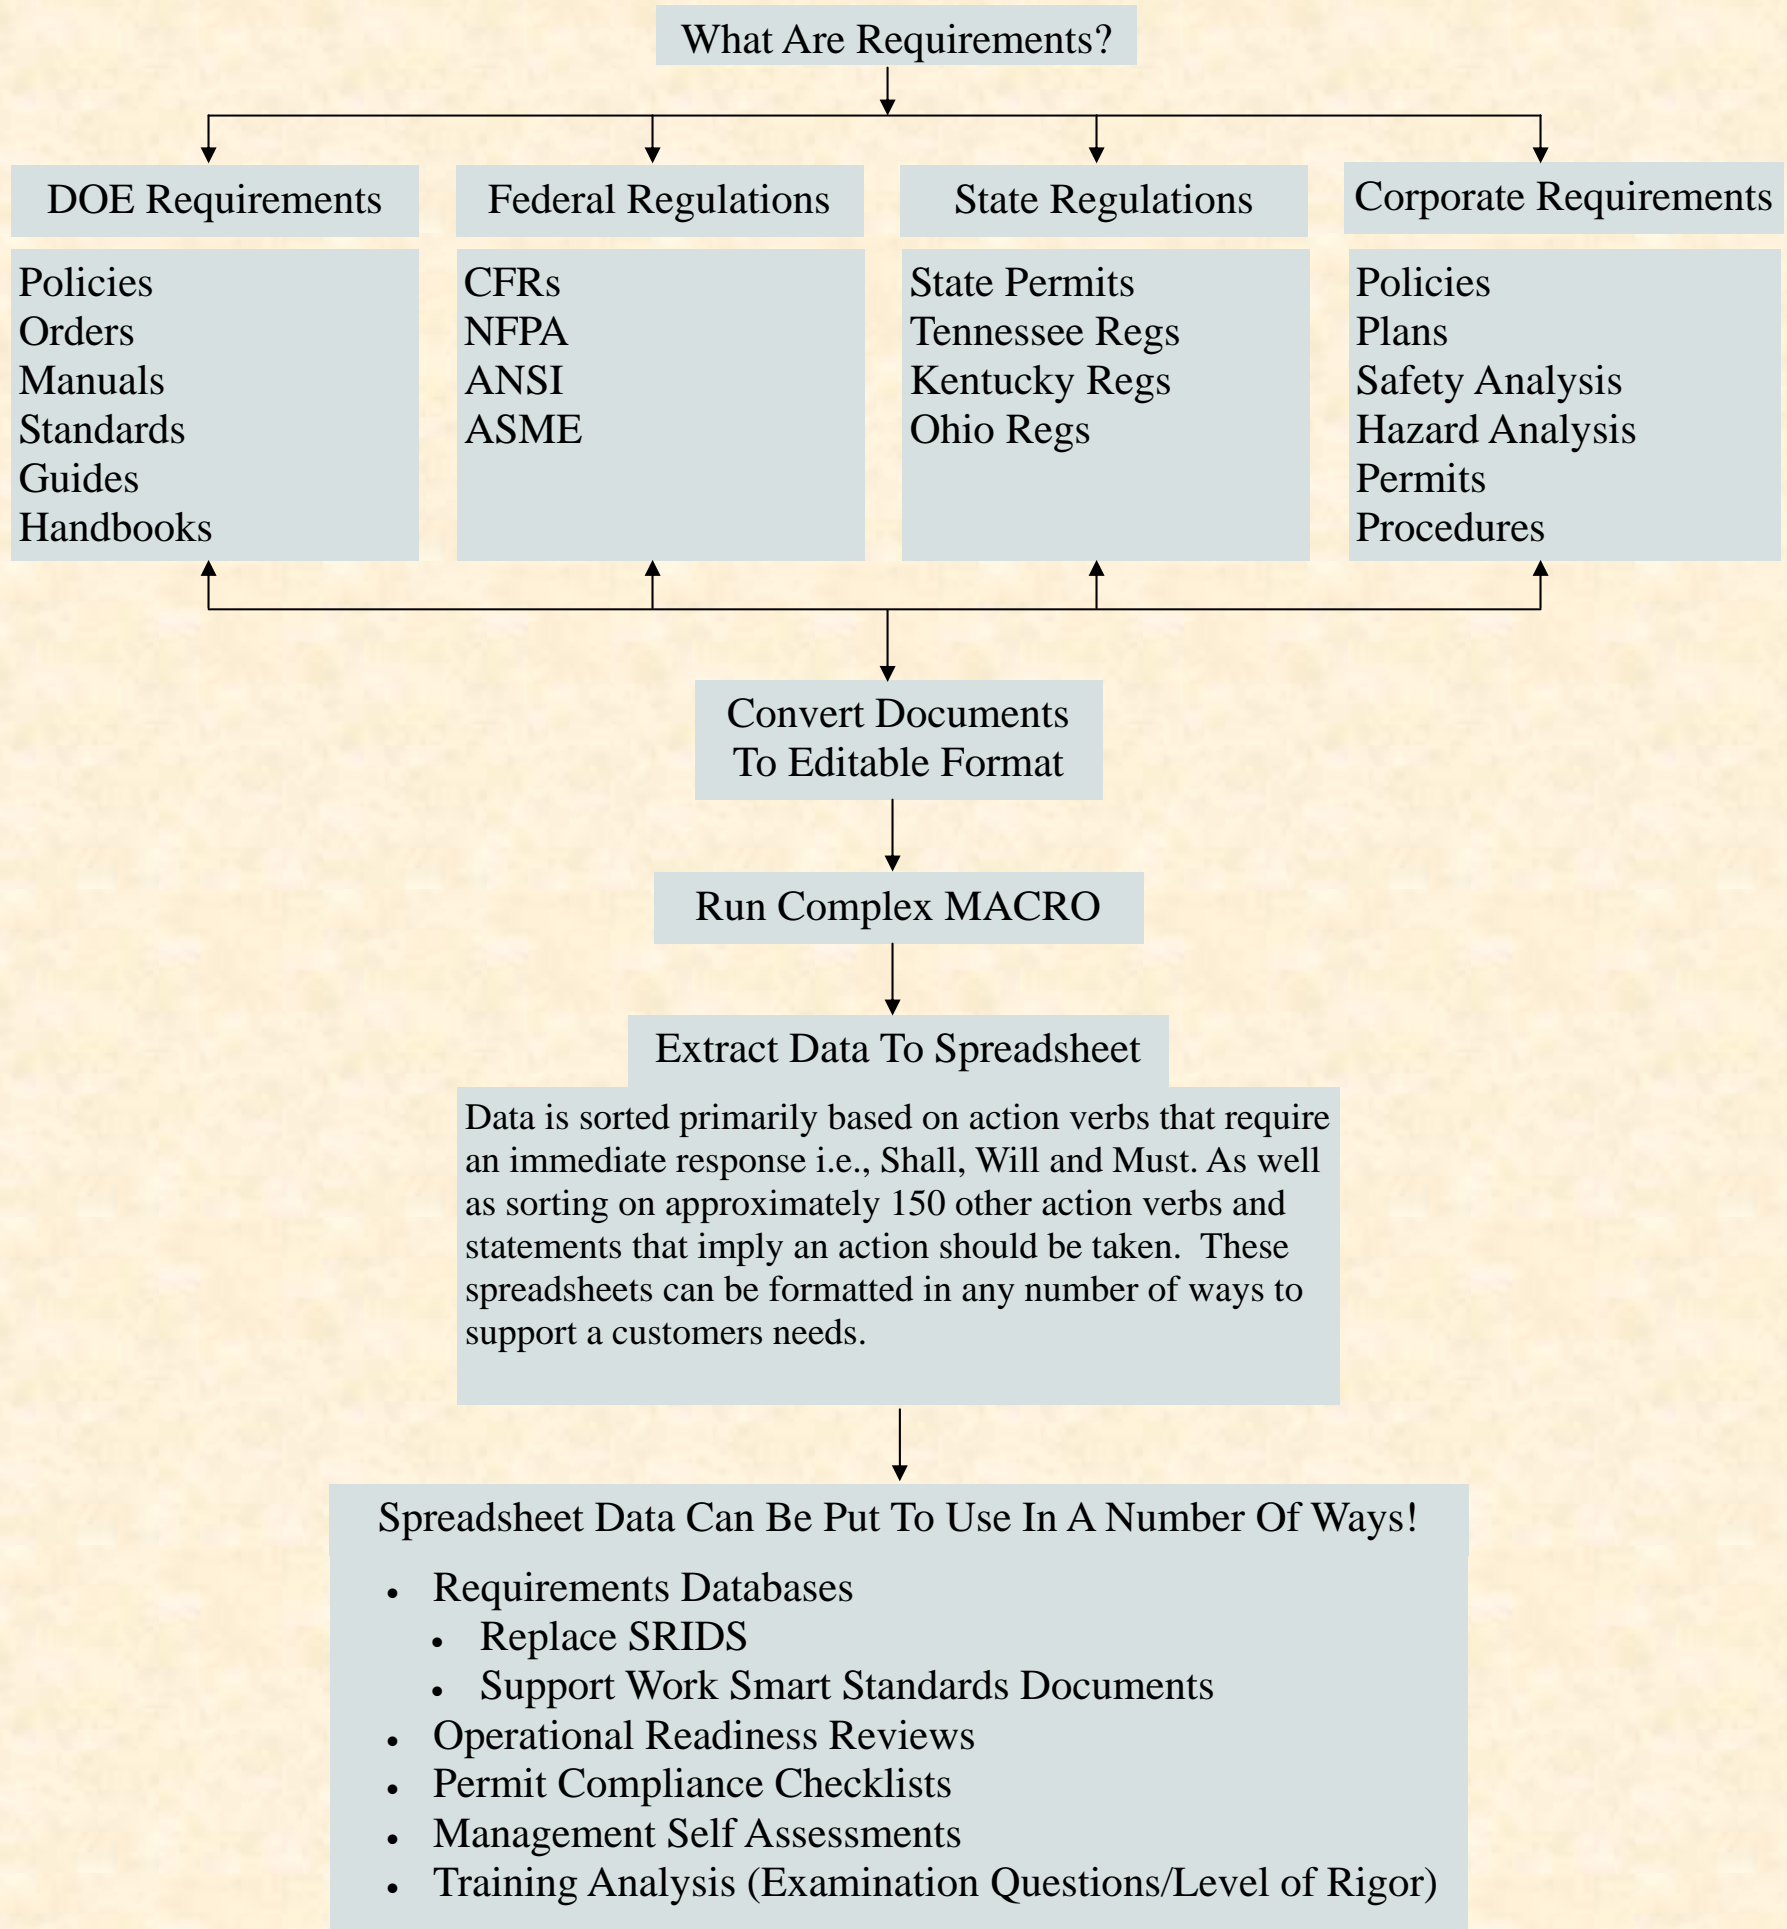 What Are Requirements?
DOE Requirements
Policies
Orders
Manuals
Standards
Guides
Handbooks
Federal Regulations
CFRs
NFPA
ANSI
ASME
State Regulations
State Permits
Tennessee Regs
Kentucky Regs
Ohio Regs
Corporate Requirements
Policies
Plans
Safety Analysis
Hazard Analysis
Permits
Procedures
Convert Documents
To Editable Format
Run Complex MACRO
Extract Data To Spreadsheet
Data is sorted primarily based on action verbs that require
an immediate response i.e., Shall, Will and Must. As well
as sorting on approximately 150 other action verbs and
statements that imply an action should be taken.  These
spreadsheets can be formatted in any number of ways to
support a customers needs.
Spreadsheet Data Can Be Put To Use In A Number Of Ways!
• Requirements Databases
• Replace SRIDS
• Support Work Smart Standards Documents
• Operational Readiness Reviews
• Permit Compliance Checklists
• Management Self Assessments
• Training Analysis (Examination Questions/Level of Rigor)